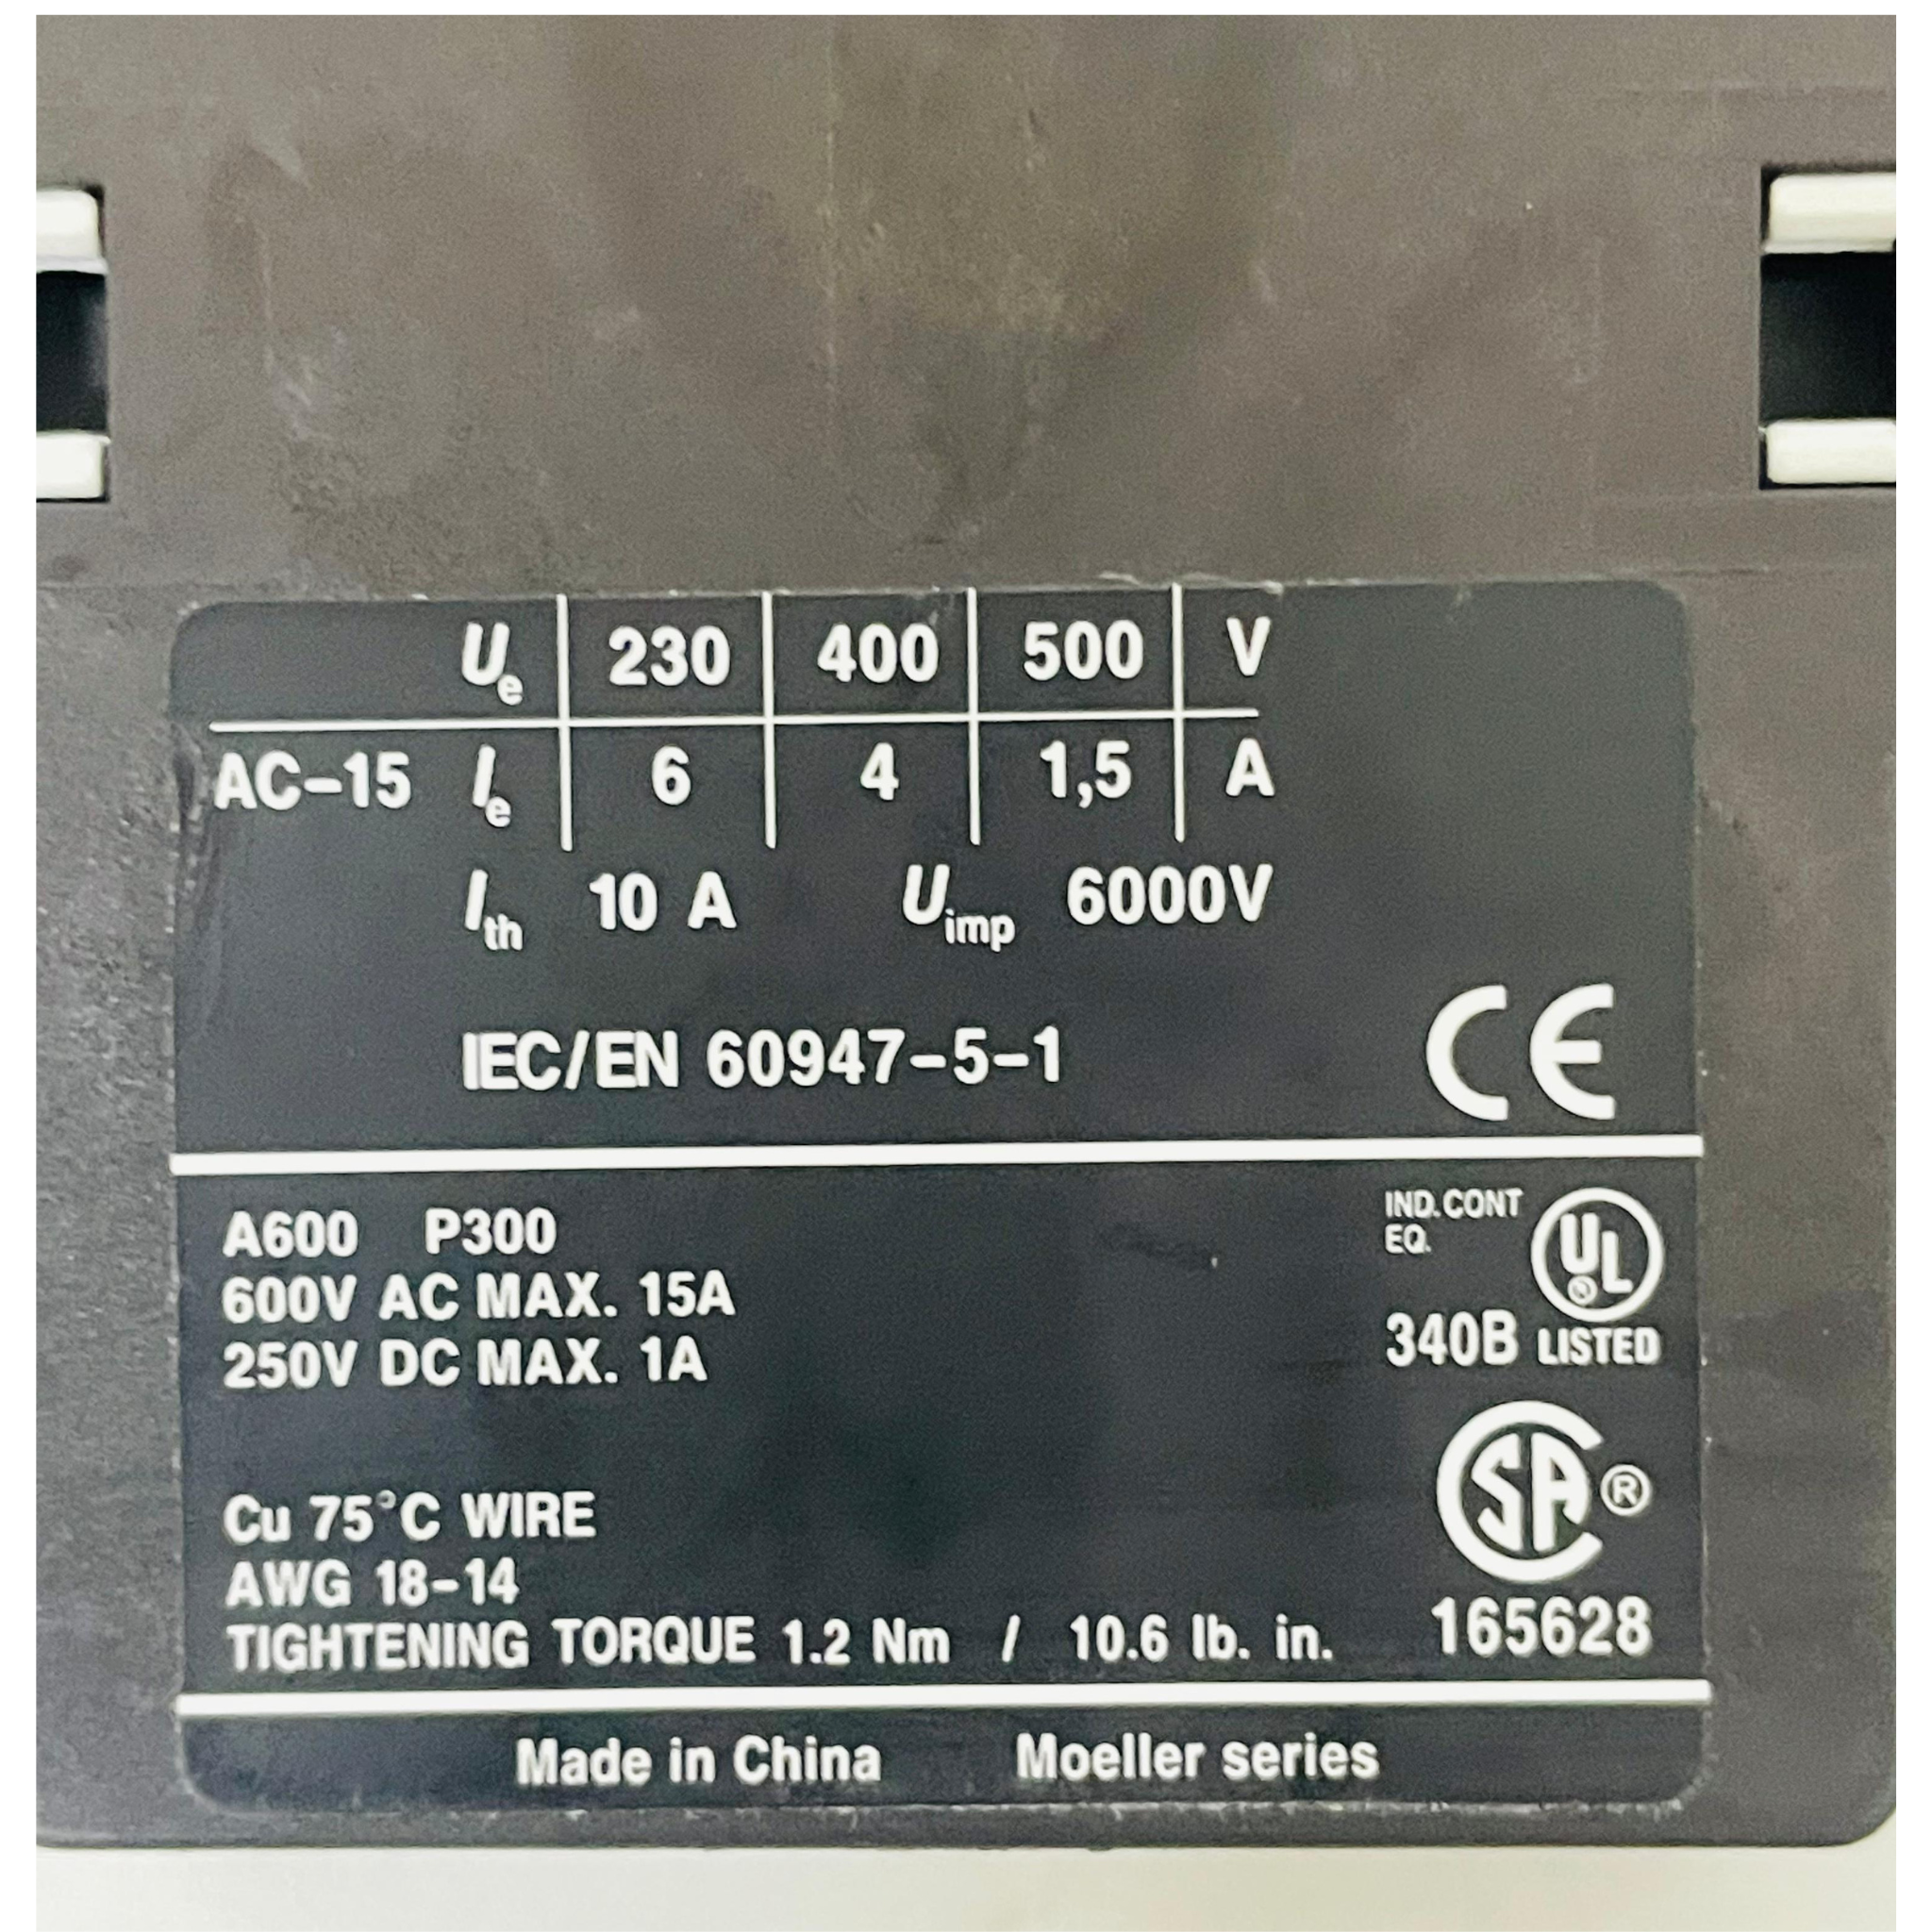 Ue 230 400 500 V
AC-15 Ie 6 4 1,5 A
Ith 10 A Uimp 6000V
IEC/EN 60947-5-1 CE
A600 P300
600V AC MAX. 15A
250V DC MAX. 1A
IND.CONT
EQ.
UL
340B LISTED
Cu 75°C WIRE
AWG 18-14
TIGHTENING TORQUE 1.2 Nm / 10.6 lb. in.
CSA ®
165628
Made in China Moeller series